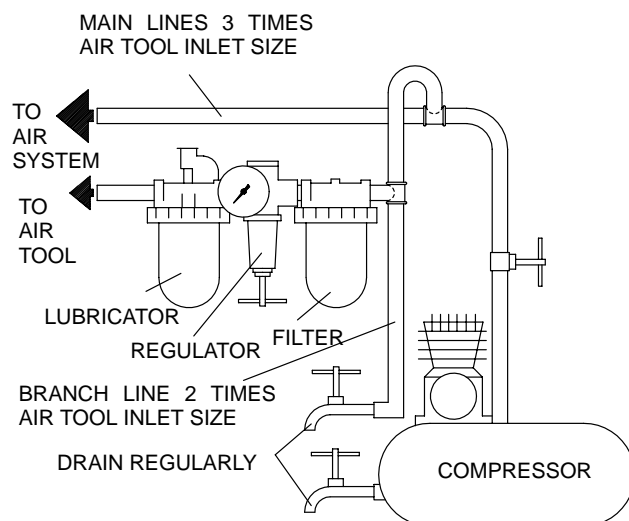 MAIN LINES 3 TIMES
AIR TOOL INLET SIZE
TO
AIR
SYSTEM
TO
AIR
TOOL
LUBRICATOR
REGULATOR
FILTER
BRANCH LINE 2 TIMES
AIR TOOL INLET SIZE
DRAIN REGULARLY
COMPRESSOR